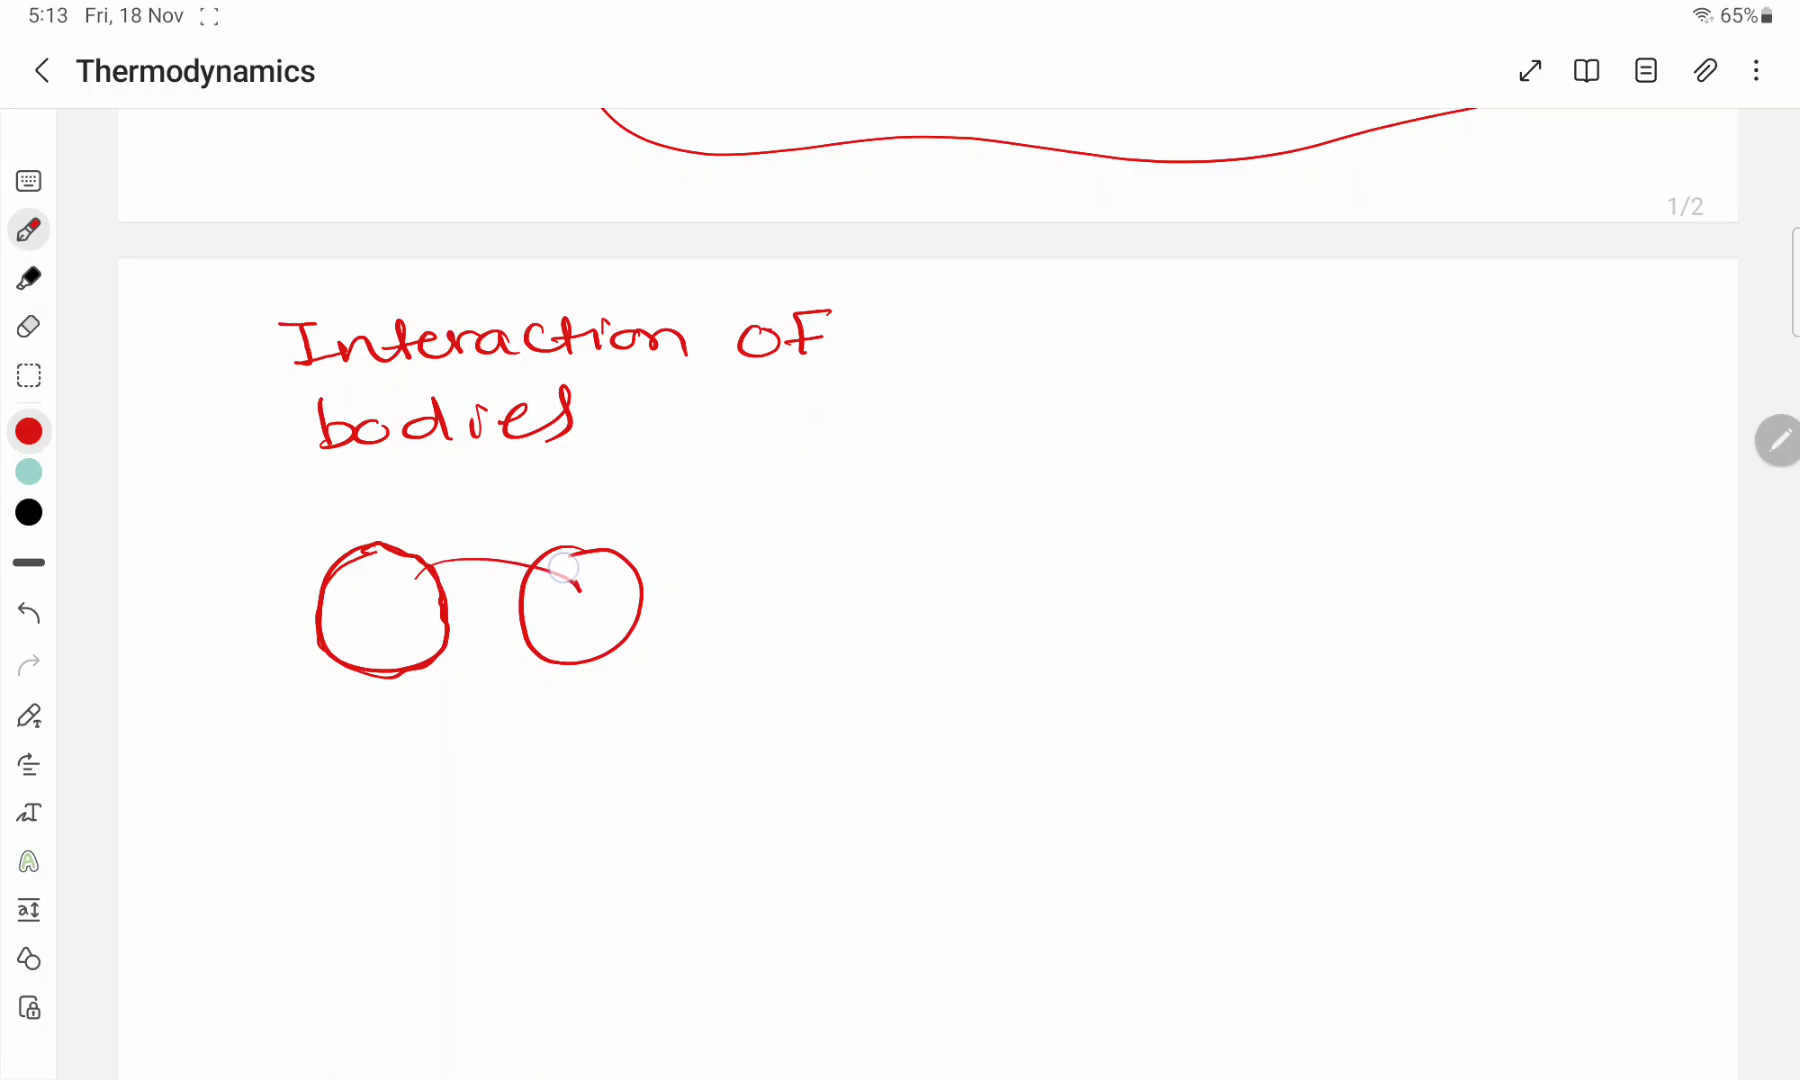 5:13 Fri, 18 Nov 65%
Thermodynamics
1/2
Interaction of
bodies